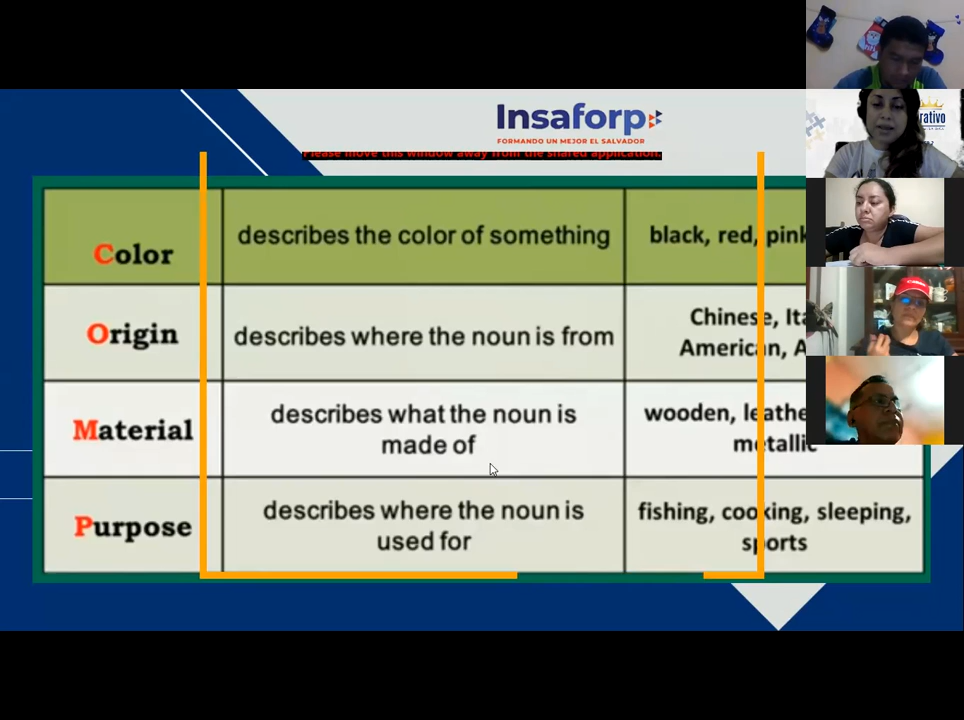 Insaforp
FORMANDO UN MEJOR EL SALVADOR
Please move this window away from the shared application.
Color
describes the color of something
black, red, pink
Origin
describes where the noun is from
Chinese,
American,
Material
describes what the noun is
made of
wooden,
metallic
Purpose
describes where the noun is
used for
fishing, cooking, sleeping,
sports